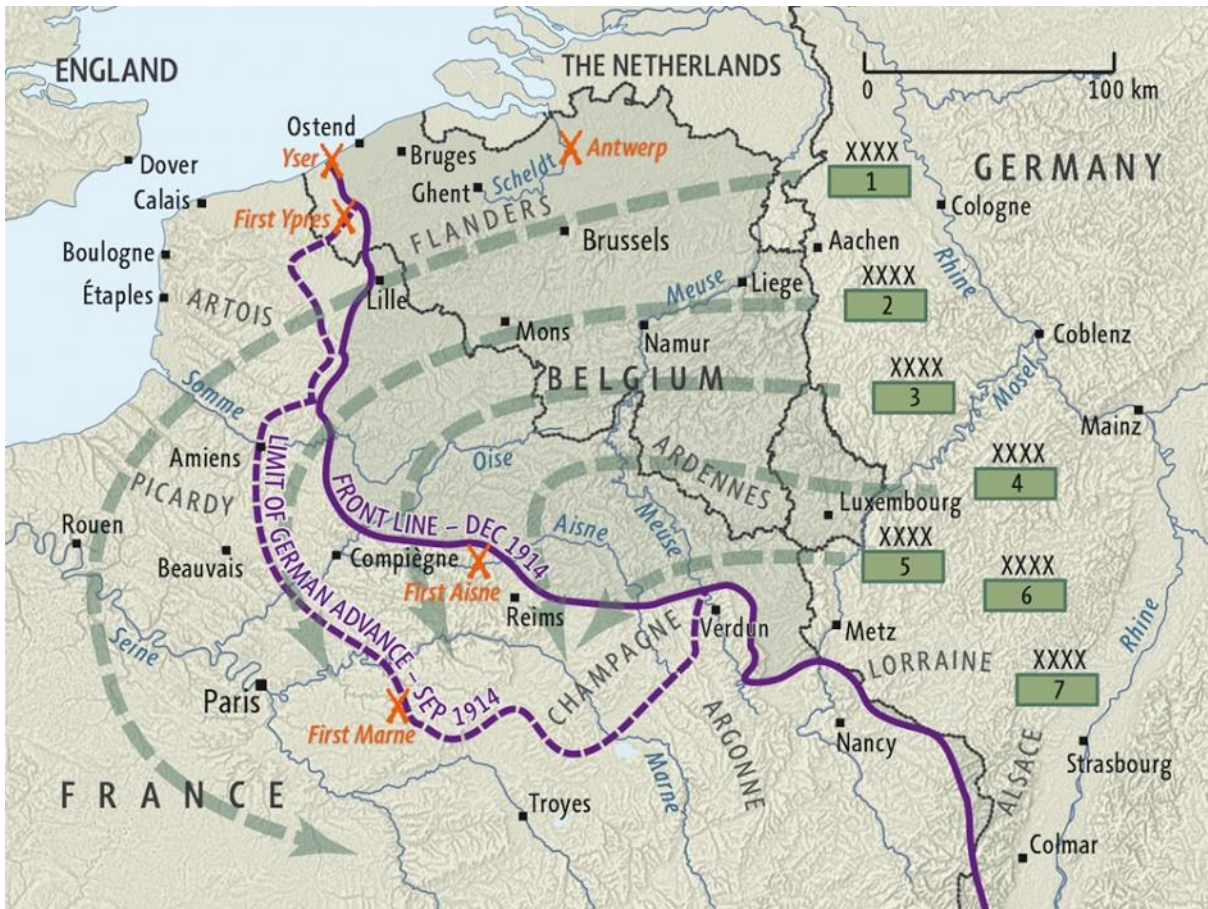 ENGLAND
THE NETHERLANDS
0
100 km
Ostend
Dover
Yser
Bruges
Antwerp
XXXX
1
GERMANY
Calais
Ghent
Scheldt
Cologne
First Ypres
FLANDERS
Brussels
Aachen
Rhine
Boulogne
XXXX
2
Étaples
ARTOIS
Lille
Meuse
Liege
Mons
Namur
Coblenz
BELGIUM
XXXX
3
Mosel
Somme
Mainz
Amiens
Oise
ARDENNES
XXXX
4
PICARDY
Luxembourg
LIMIT OF GERMAN ADVANCE – SEP 1914
FRONT LINE – DEC 1914
Rouen
Aisne
Meuse
XXXX
5
Beauvais
Compiègne
First Aisne
XXXX
6
Reims
Verdun
Rhine
CHAMPAGNE
Metz
Seine
LORRAINE
XXXX
7
Paris
First Marne
ARGONNE
Nancy
ALSACE
Strasbourg
FRANCE
Marne
Troyes
Colmar